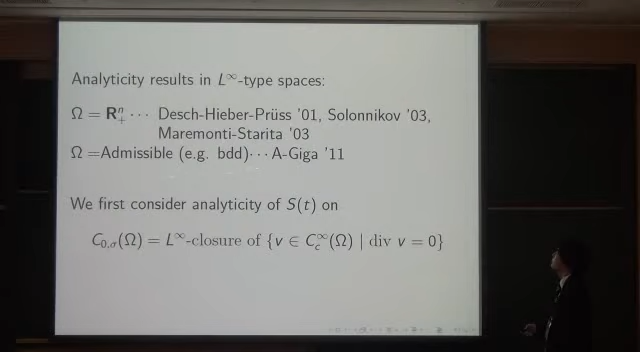 Analyticity results in L^∞-type spaces:
Ω = R^n_+ ··· Desch-Hieber-Prüss '01, Solonnikov '03,
Maremonti-Starita '03
Ω =Admissible (e.g. bdd)··· A-Giga '11
We first consider analyticity of S(t) on
C_{0,σ}(Ω) = L^∞-closure of {v ∈ C_c^∞(Ω) | div v = 0}